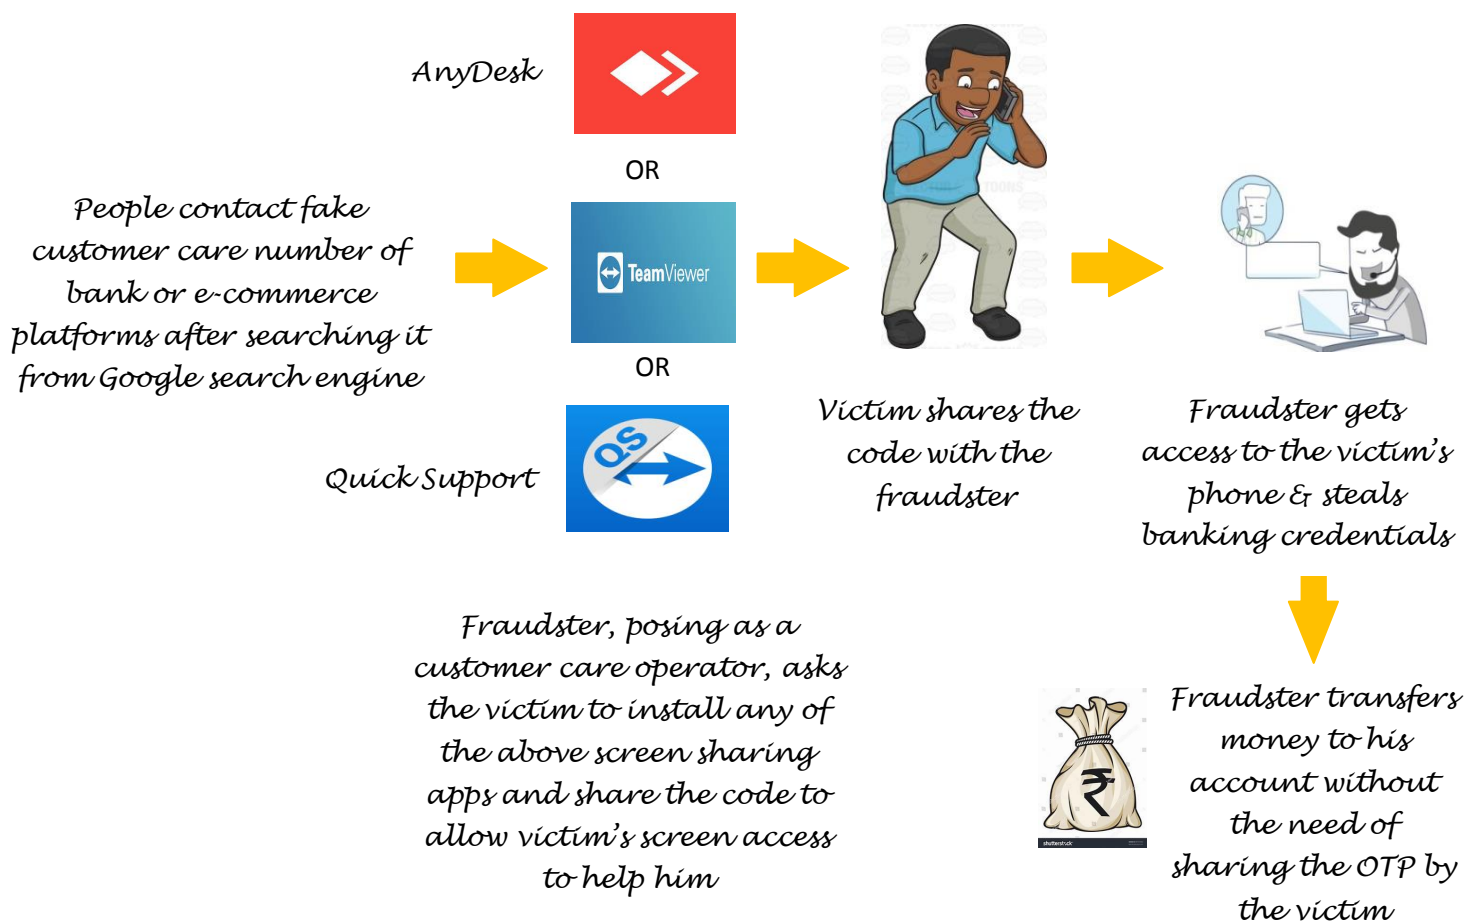 AnyDesk
OR
People contact fake
customer care number of
bank or e-commerce
platforms after searching it
from Google search engine
TeamViewer
OR
Quick Support
QS
Victim shares the
code with the
fraudster
Fraudster gets
access to the victim's
phone & steals
banking credentials
Fraudster, posing as a
customer care operator, asks
the victim to install any of
the above screen sharing
apps and share the code to
allow victim's screen access
to help him
₹
shutterstock
Fraudster transfers
money to his
account without
the need of
sharing the OTP by
the victim